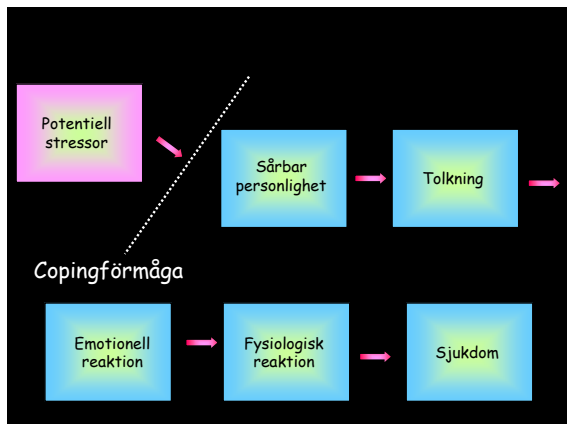 Potentiell
stressor
Sårbar
personlighet
Tolkning
Copingförmåga
Emotionell
reaktion
Fysiologisk
reaktion
Sjukdom